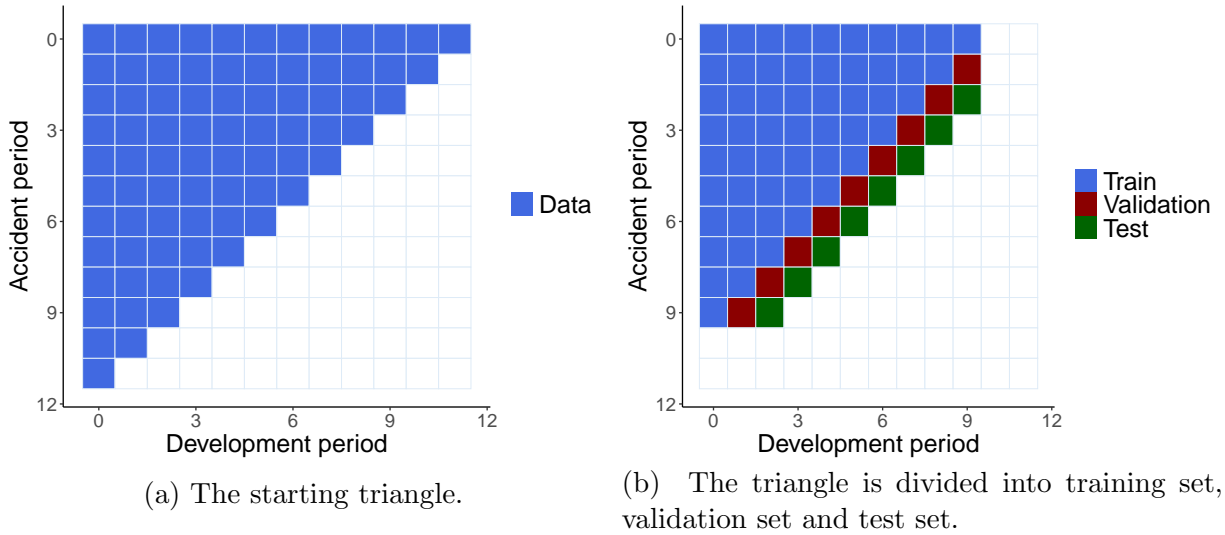 0
3
6
9
12
Accident period
0
3
6
9
12
Development period
Data
(a) The starting triangle.
0
3
6
9
12
Accident period
0
3
6
9
12
Development period
Train
Validation
Test
(b) The triangle is divided into training set,
validation set and test set.